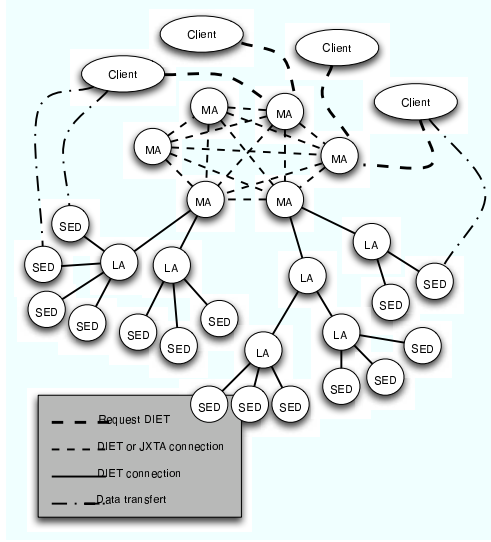 Client
Client
Client
Client
MA
MA
MA
MA
MA
MA
SED
LA
SED
LA
LA
SED
LA
SED
SED
SED
SED
SED
LA
SED
SED
LA
SED
SED
SED
SED
SED
SED
Request DIET
DIET or JXTA connection
DIET connection
Data transfert